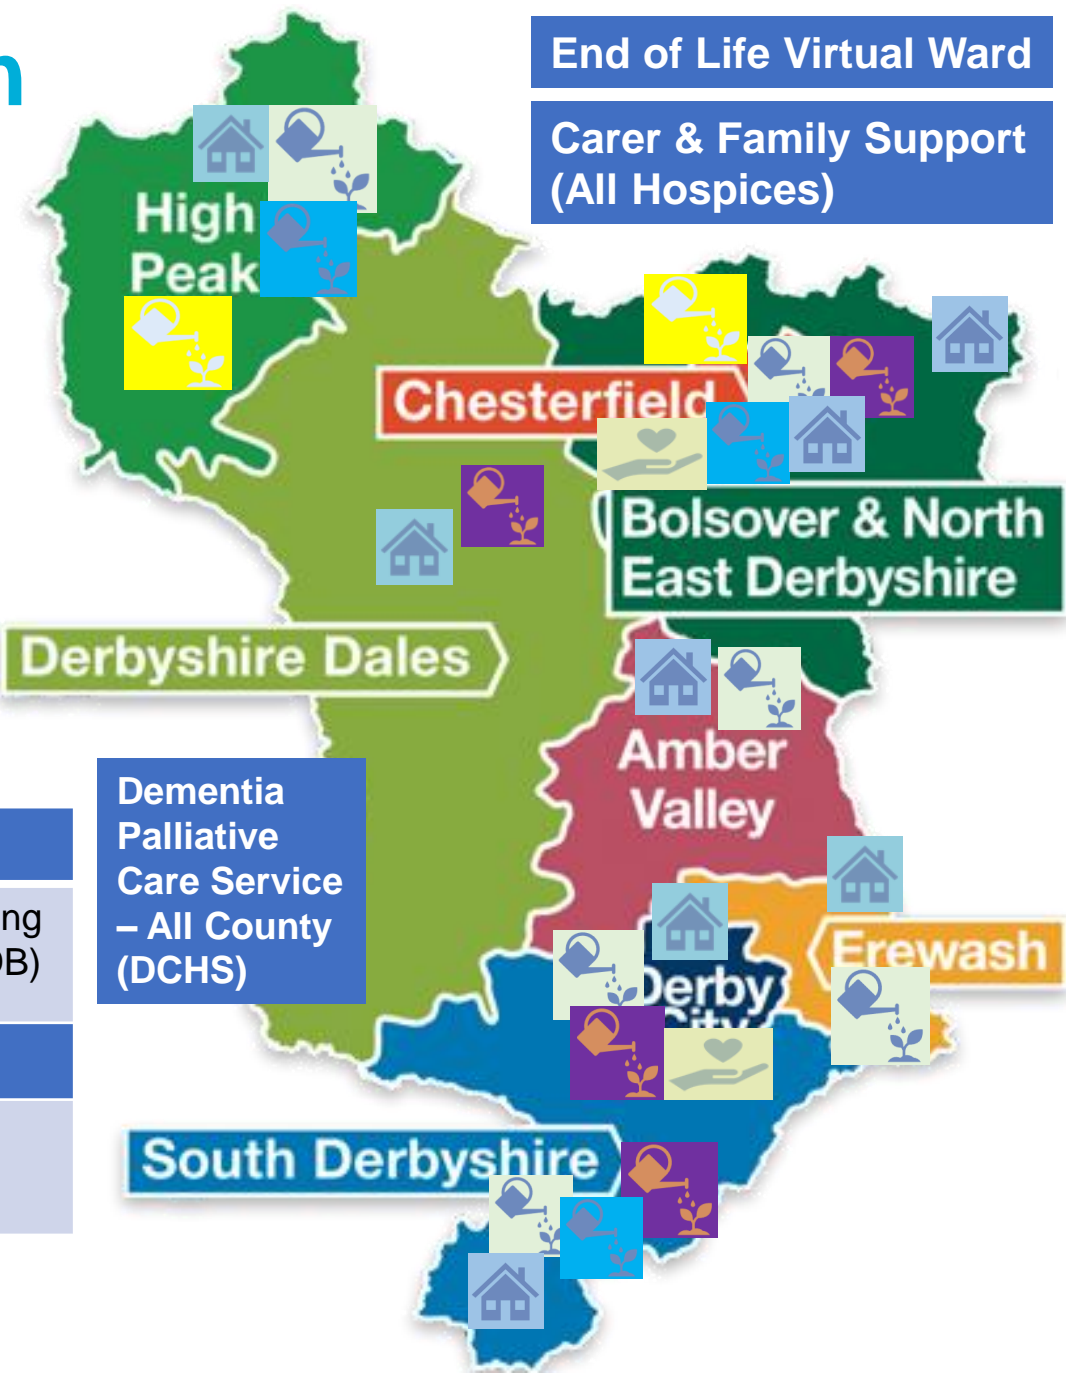 End of Life Virtual Ward
Carer & Family Support
(All Hospices)
High
Peak
Chesterfield
Bolsover & North
East Derbyshire
Derbyshire Dales
Amber
Valley
Dementia
Palliative
Care Service
– All County
(DCHS)
Erewash
Derby
City
South Derbyshire